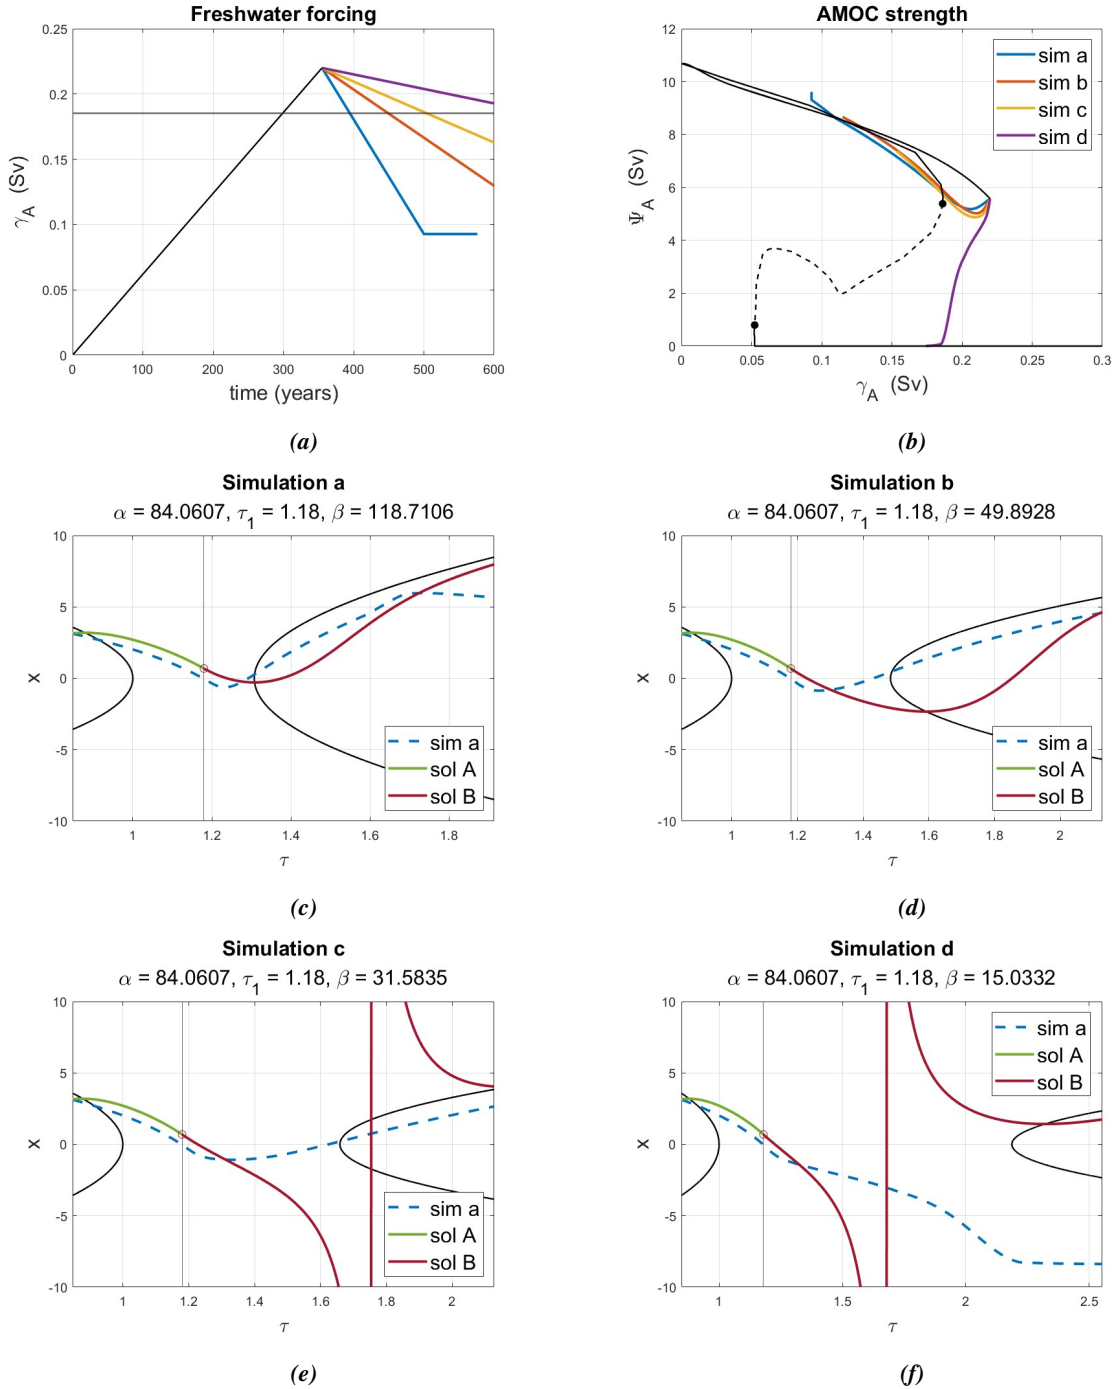 Freshwater forcing
0.25
0.2
0.15
0.1
0.05
0
γA (Sv)
0 100 200 300 400 500 600
time (years)
(a)
AMOC strength
12
10
8
6
4
2
0
ΨA (Sv)
sim a
sim b
sim c
sim d
0 0.05 0.1 0.15 0.2 0.25 0.3
γA (Sv)
(b)
Simulation a
α = 84.0607, τ1 = 1.18, β = 118.7106
10
5
0
-5
-10
x
sim a
sol A
sol B
1 1.2 1.4 1.6 1.8
τ
(c)
Simulation b
α = 84.0607, τ1 = 1.18, β = 49.8928
10
5
0
-5
-10
x
sim a
sol A
sol B
1 1.2 1.4 1.6 1.8 2
τ
(d)
Simulation c
α = 84.0607, τ1 = 1.18, β = 31.5835
10
5
0
-5
-10
x
sim a
sol A
sol B
1 1.2 1.4 1.6 1.8 2
τ
(e)
Simulation d
α = 84.0607, τ1 = 1.18, β = 15.0332
10
5
0
-5
-10
x
sim a
sol A
sol B
1 1.5 2 2.5
τ
(f)